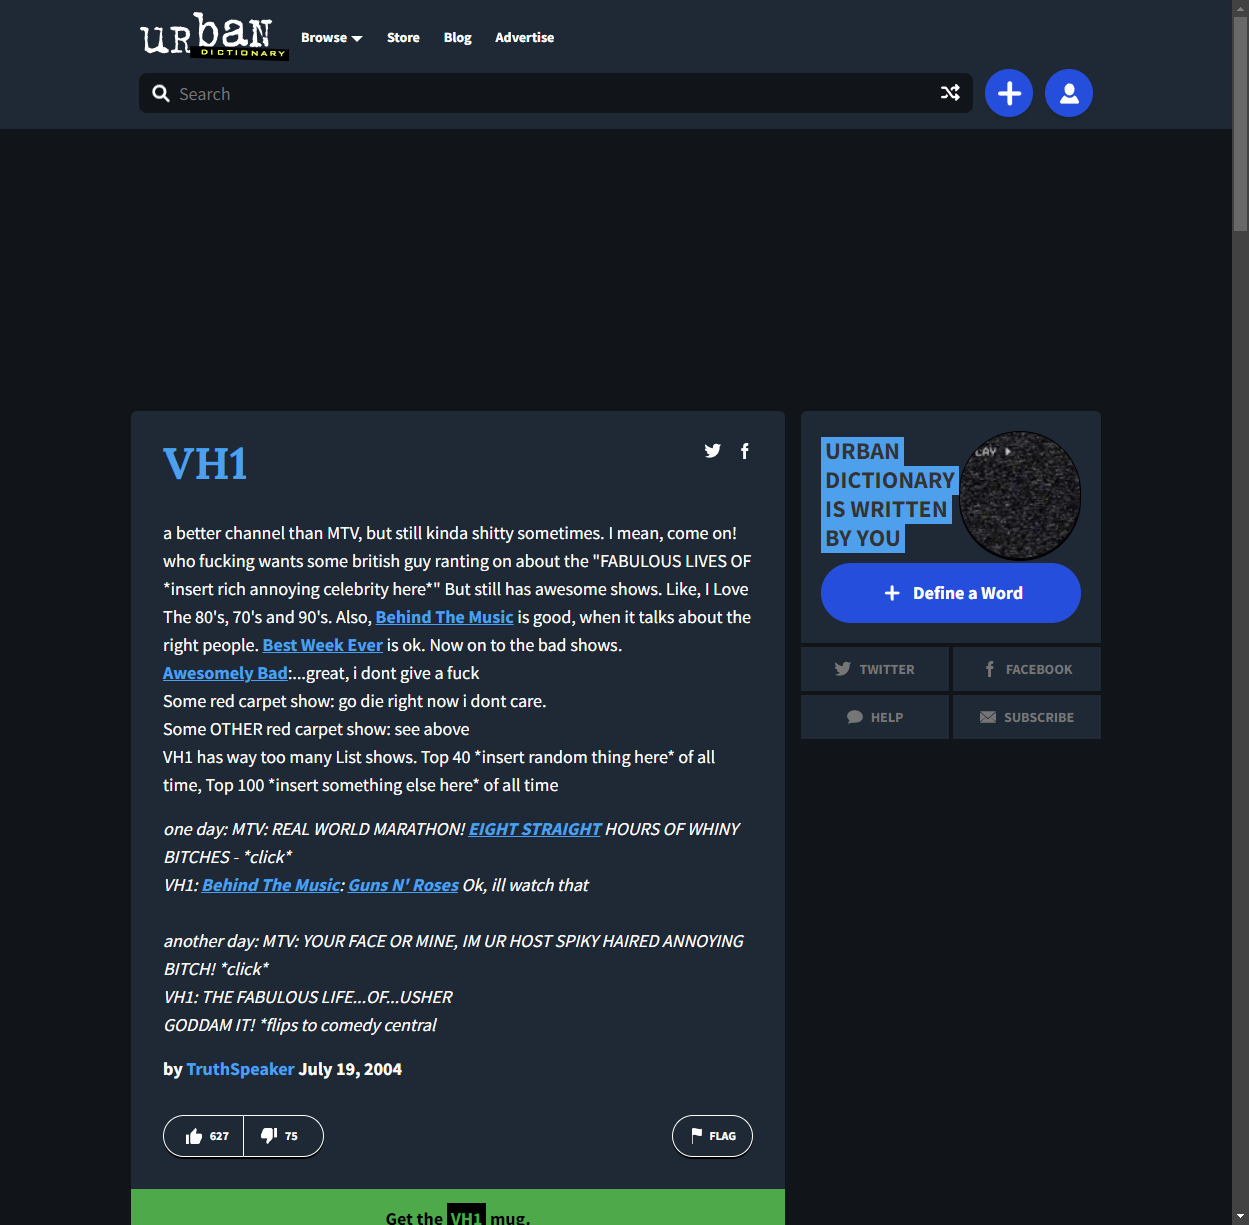 urban
DICTIONARY
Browse
Store
Blog
Advertise
Search
VH1
a better channel than MTV, but still kinda shitty sometimes. I mean, come on!
who fucking wants some british guy ranting on about the "FABULOUS LIVES OF
*insert rich annoying celebrity here*" But still has awesome shows. Like, I Love
The 80's, 70's and 90's. Also, Behind The Music is good, when it talks about the
right people. Best Week Ever is ok. Now on to the bad shows.
Awesomely Bad:...great, i dont give a fuck
Some red carpet show: go die right now i dont care.
Some OTHER red carpet show: see above
VH1 has way too many List shows. Top 40 *insert random thing here* of all
time, Top 100 *insert something else here* of all time
one day: MTV: REAL WORLD MARATHON! EIGHT STRAIGHT HOURS OF WHINY
BITCHES - *click*
VH1: Behind The Music: Guns N' Roses Ok, ill watch that
another day: MTV: YOUR FACE OR MINE, IM UR HOST SPIKY HAIRED ANNOYING
BITCH! *click*
VH1: THE FABULOUS LIFE...OF...USHER
GODDAM IT! *flips to comedy central
by TruthSpeaker July 19, 2004
627
75
FLAG
Get the VH1 mug.
URBAN
DICTIONARY
IS WRITTEN
BY YOU
Define a Word
TWITTER
FACEBOOK
HELP
SUBSCRIBE